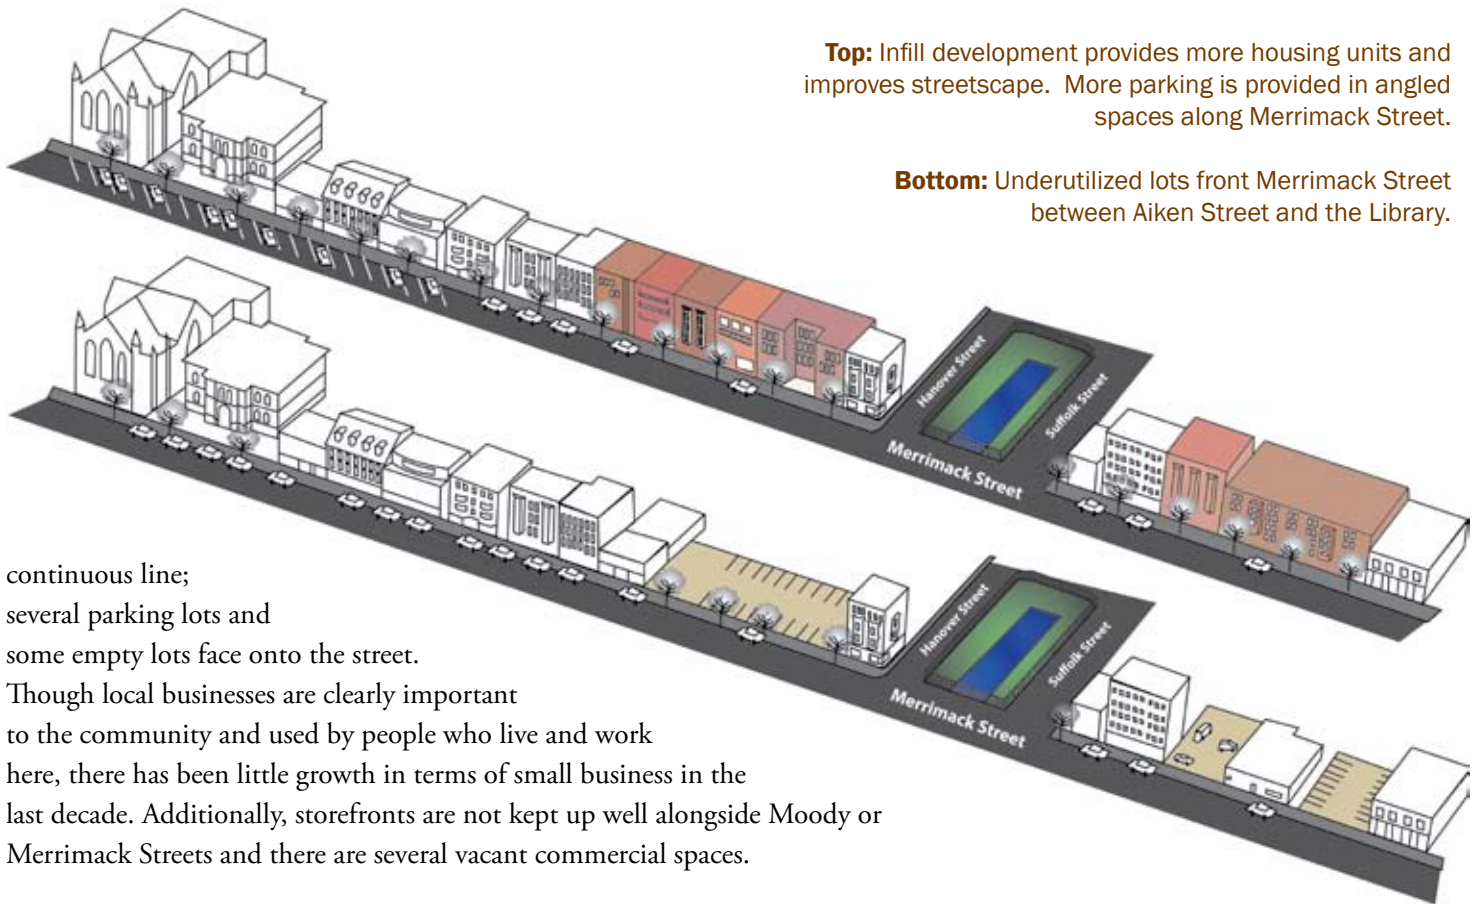 Top: Infill development provides more housing units and
improves streetscape.  More parking is provided in angled
spaces along Merrimack Street.
Bottom: Underutilized lots front Merrimack Street
between Aiken Street and the Library.
Hanover Street
Suffolk Street
Merrimack Street
Hanover Street
Suffolk Street
Merrimack Street
continuous line;
several parking lots and
some empty lots face onto the street.
Though local businesses are clearly important
to the community and used by people who live and work
here, there has been little growth in terms of small business in the
last decade. Additionally, storefronts are not kept up well alongside Moody or
Merrimack Streets and there are several vacant commercial spaces.